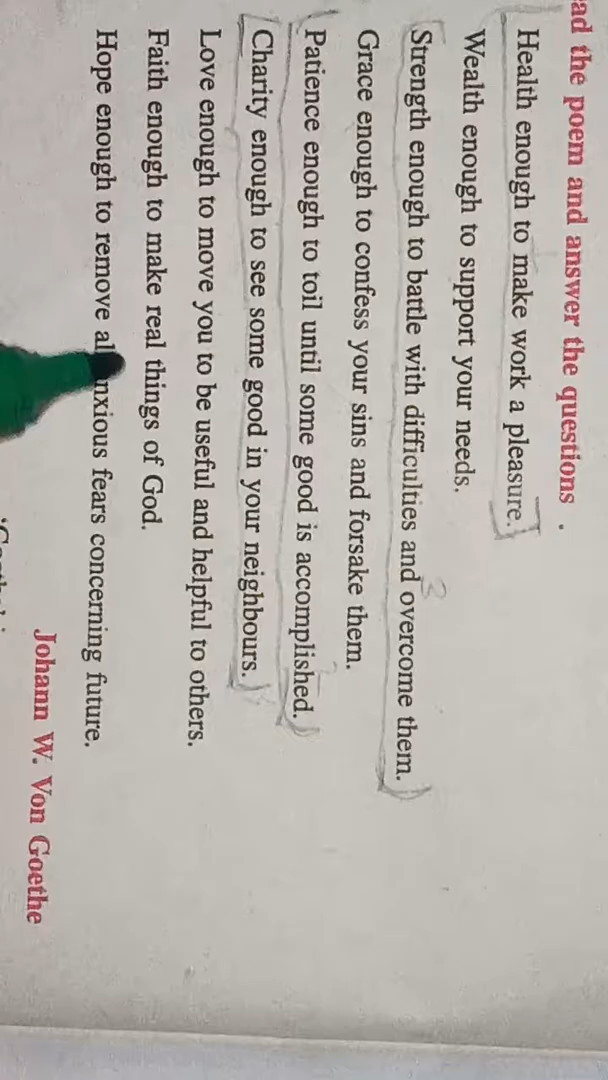 ad the poem and answer the questions .
Health enough to make work a pleasure.
Wealth enough to support your needs.
Strength enough to battle with difficulties and overcome them.
Grace enough to confess your sins and forsake them.
Patience enough to toil until some good is accomplished.
Charity enough to see some good in your neighbours.
Love enough to move you to be useful and helpful to others.
Faith enough to make real things of God.
Hope enough to remove al nxious fears concerning future.
Johann W. Von Goethe